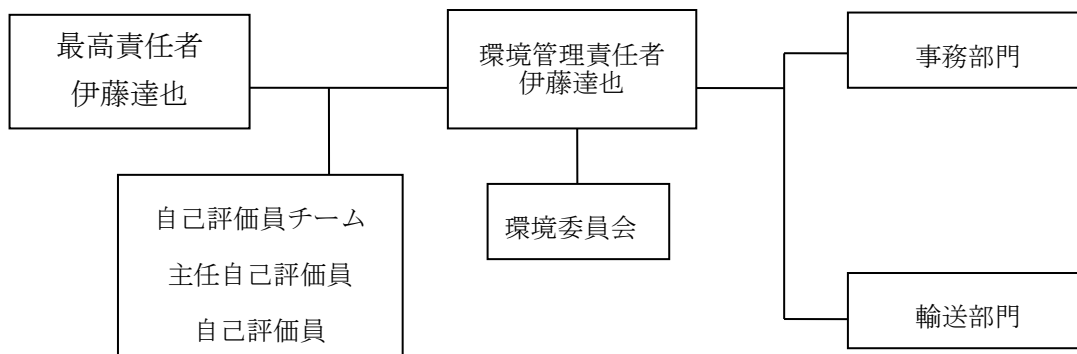 最高責任者
伊藤達也
環境管理責任者
伊藤達也
事務部門
自己評価員チーム
主任自己評価員
自己評価員
環境委員会
輸送部門